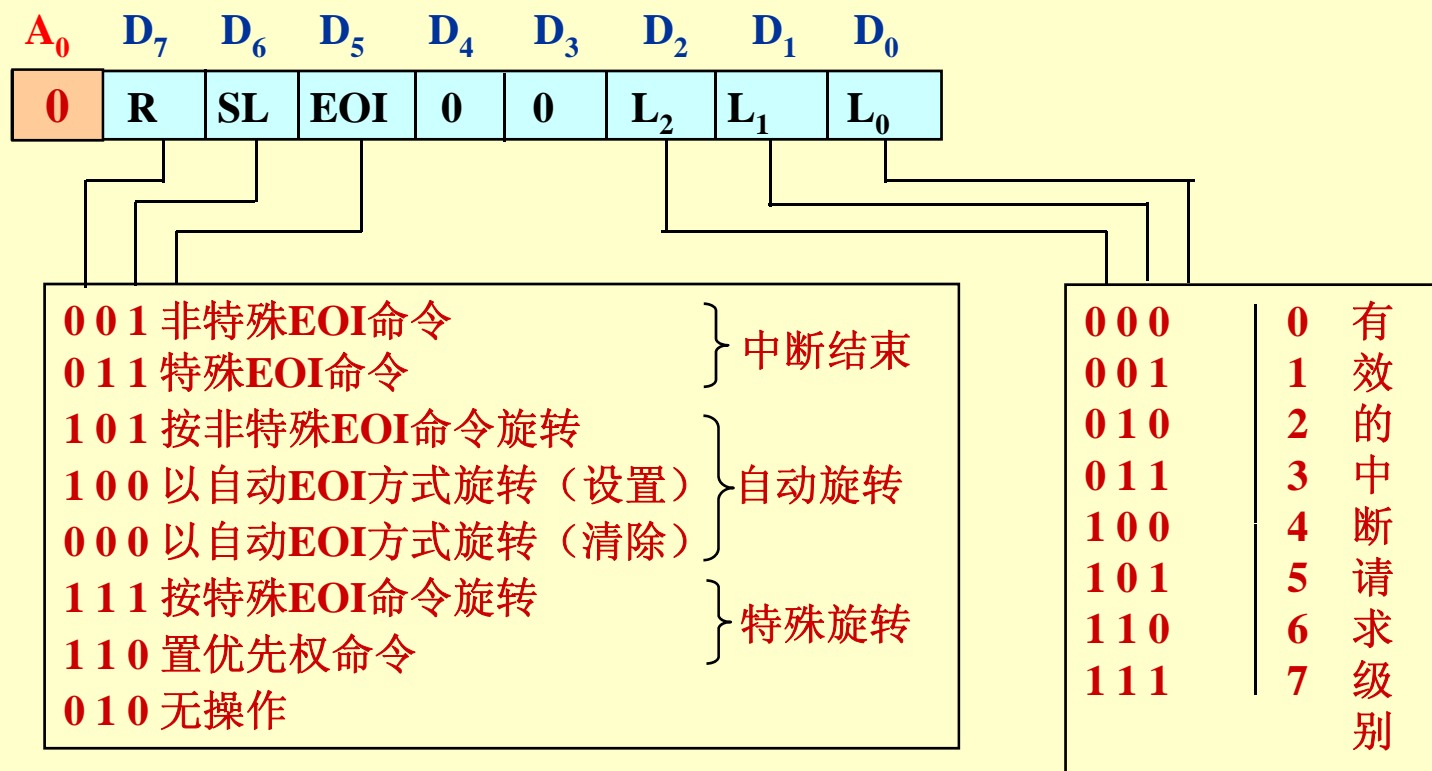 A₀ D₇ D₆ D₅ D₄ D₃ D₂ D₁ D₀
0 R SL EOI 0 0 L₂ L₁ L₀
0 0 1 非特殊EOI命令
0 1 1 特殊EOI命令
中断结束
1 0 1 按非特殊EOI命令旋转
1 0 0 以自动EOI方式旋转（设置）
0 0 0 以自动EOI方式旋转（清除）
自动旋转
1 1 1 按特殊EOI命令旋转
1 1 0 置优先权命令
特殊旋转
0 1 0 无操作
0 0 0 0
0 0 1 1
0 1 0 2
0 1 1 3
1 0 0 4
1 0 1 5
1 1 0 6
1 1 1 7
有效的中断请求级别